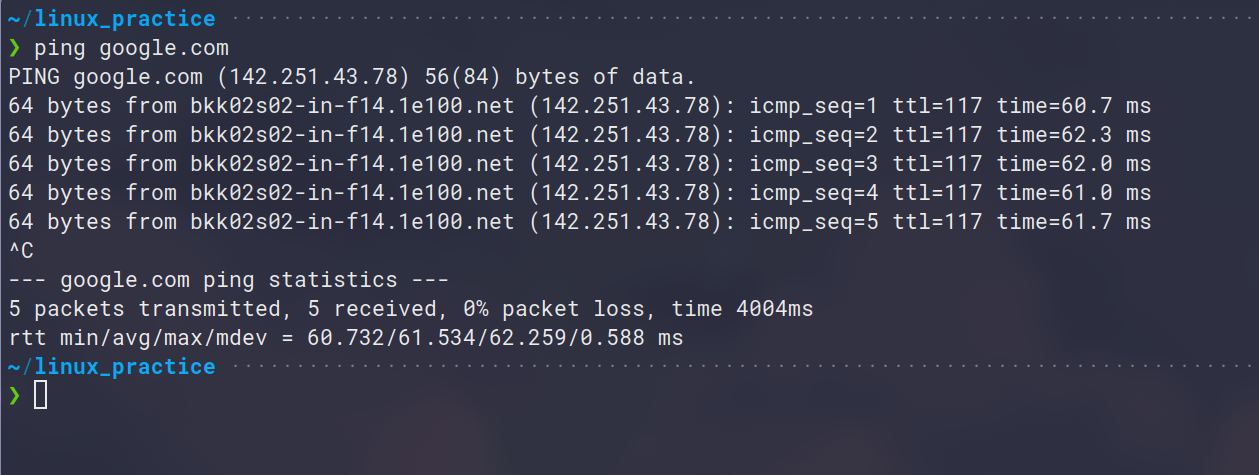 ~/linux_practice
❯ ping google.com
PING google.com (142.251.43.78) 56(84) bytes of data.
64 bytes from bkk02s02-in-f14.1e100.net (142.251.43.78): icmp_seq=1 ttl=117 time=60.7 ms
64 bytes from bkk02s02-in-f14.1e100.net (142.251.43.78): icmp_seq=2 ttl=117 time=62.3 ms
64 bytes from bkk02s02-in-f14.1e100.net (142.251.43.78): icmp_seq=3 ttl=117 time=62.0 ms
64 bytes from bkk02s02-in-f14.1e100.net (142.251.43.78): icmp_seq=4 ttl=117 time=61.0 ms
64 bytes from bkk02s02-in-f14.1e100.net (142.251.43.78): icmp_seq=5 ttl=117 time=61.7 ms
^C
--- google.com ping statistics ---
5 packets transmitted, 5 received, 0% packet loss, time 4004ms
rtt min/avg/max/mdev = 60.732/61.534/62.259/0.588 ms
~/linux_practice
❯